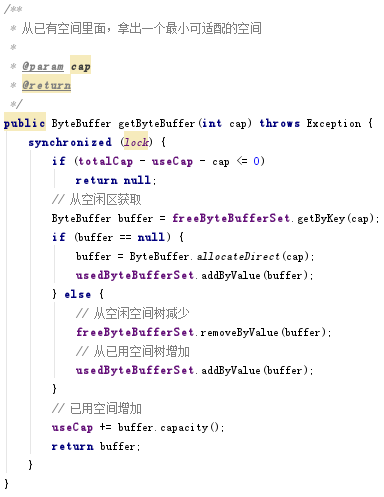 /**
 * 从已有空间里面，拿出一个最小可适配的空间
 *
 * @param cap
 * @return
 */
public ByteBuffer getByteBuffer(int cap) throws Exception {
    synchronized (lock) {
        if (totalCap - useCap - cap <= 0)
            return null;
        // 从空闲区获取
        ByteBuffer buffer = freeByteBufferSet.getByKey(cap);
        if (buffer == null) {
            buffer = ByteBuffer.allocateDirect(cap);
            usedByteBufferSet.addByValue(buffer);
        } else {
            // 从空闲空间树减少
            freeByteBufferSet.removeByValue(buffer);
            // 从已用空间树增加
            usedByteBufferSet.addByValue(buffer);
        }
        // 已用空间增加
        useCap += buffer.capacity();
        return buffer;
    }
}